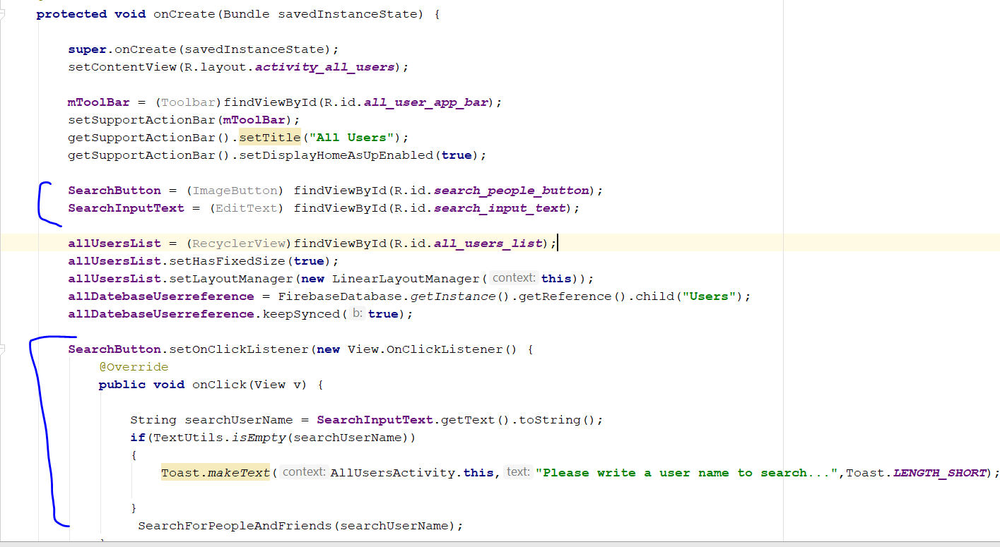 protected void onCreate(Bundle savedInstanceState) {
super.onCreate(savedInstanceState);
setContentView(R.layout.activity_all_users);
mToolBar = (Toolbar)findViewById(R.id.all_user_app_bar);
setSupportActionBar(mToolBar);
getSupportActionBar().setTitle("All Users");
getSupportActionBar().setDisplayHomeAsUpEnabled(true);
SearchButton = (ImageButton) findViewById(R.id.search_people_button);
SearchInputText = (EditText) findViewById(R.id.search_input_text);
allUsersList = (RecyclerView)findViewById(R.id.all_users_list);
allUsersList.setHasFixedSize(true);
allUsersList.setLayoutManager(new LinearLayoutManager( context: this));
allDatebaseUserreference = FirebaseDatabase.getInstance().getReference().child("Users");
allDatebaseUserreference.keepSynced( b: true);
SearchButton.setOnClickListener(new View.OnClickListener() {
@Override
public void onClick(View v) {
String searchUserName = SearchInputText.getText().toString();
if(TextUtils.isEmpty(searchUserName))
{
Toast.makeText( context: AllUsersActivity.this, text: "Please write a user name to search...",Toast.LENGTH_SHORT);
}
SearchForPeopleAndFriends(searchUserName);